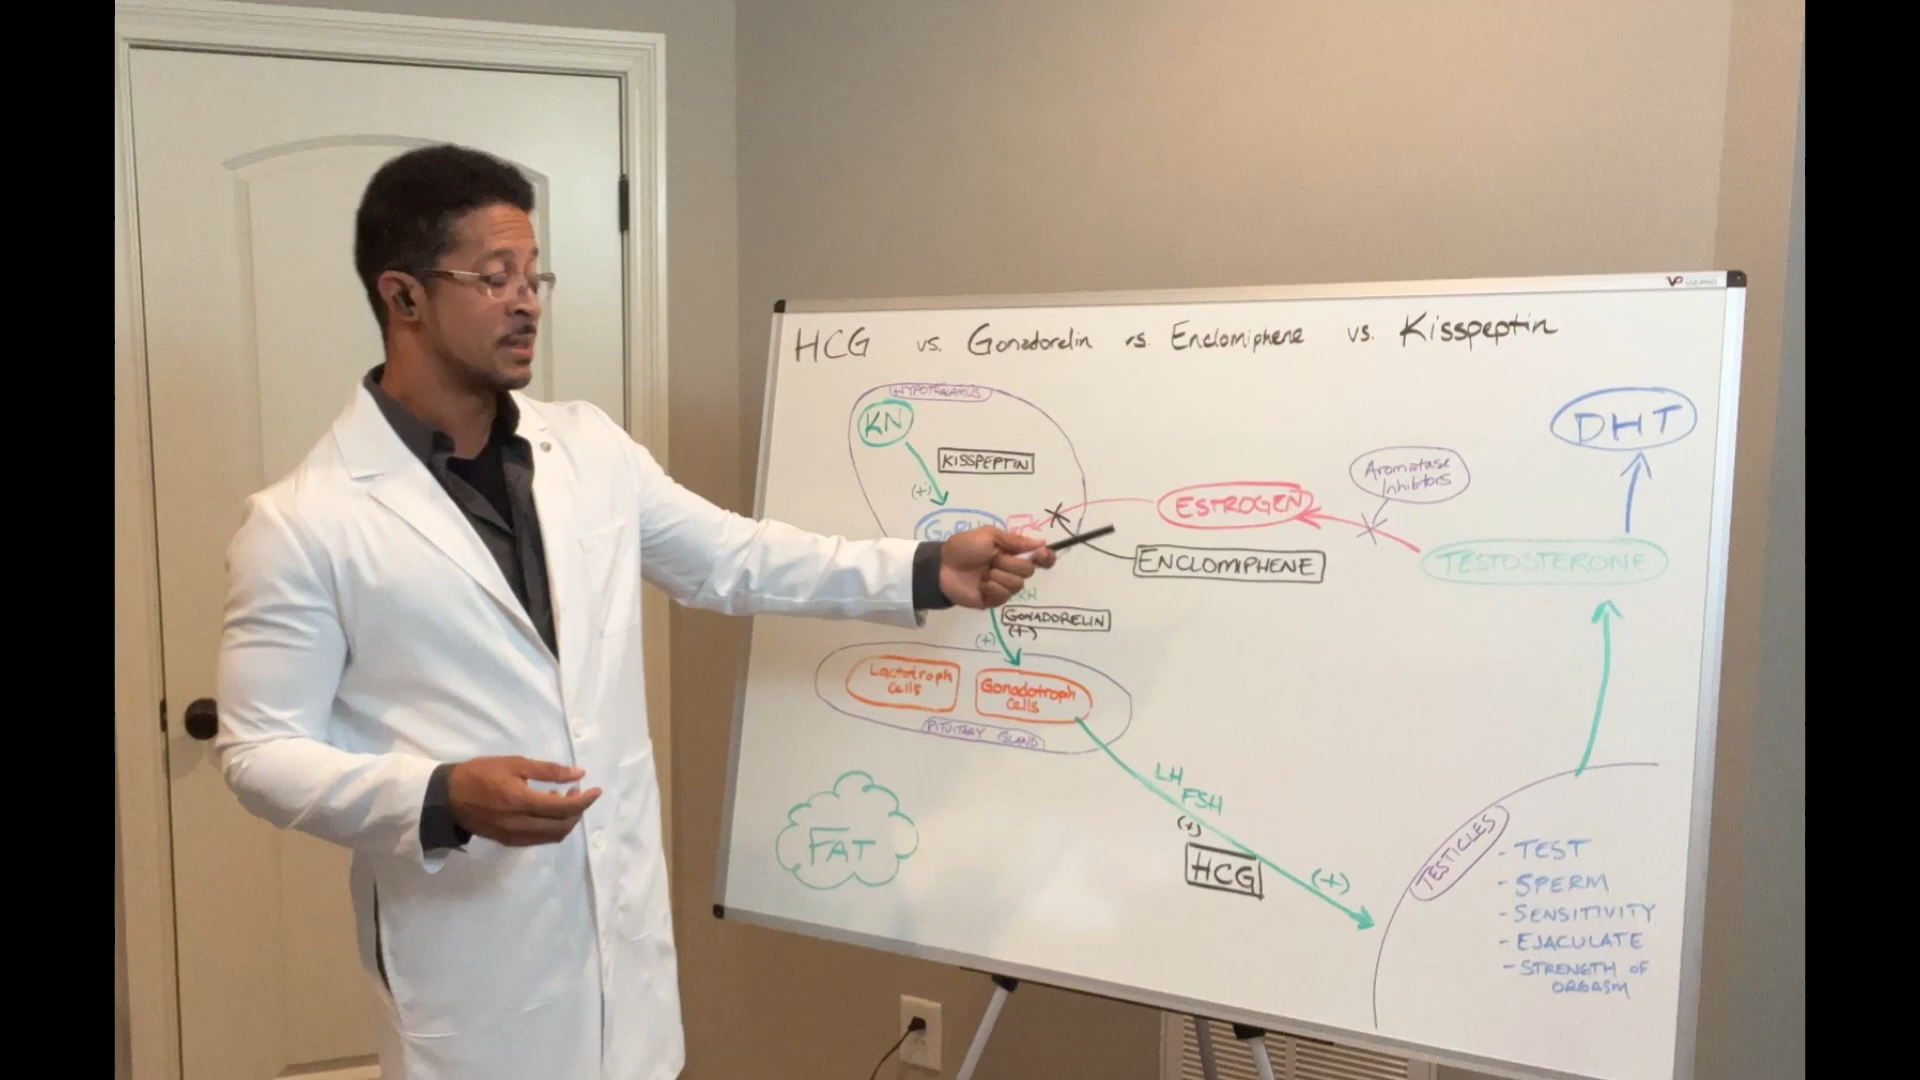 HCG vs. Gonadorelin vs. Enclomiphene vs. Kisspeptin
HYPOTHALAMUS
KN
KISSPEPTIN
(+)
DHT
Aromatase
Inhibitors
ESTROGEN
ENCLOMIPHENE
TESTOSTERONE
GONADORELIN
(+)
(+)
Lactotroph
Cells
Gonadotroph
Cells
PITUITARY GLAND
FAT
LH
FSH
(+)
HCG
(+)
TESTICLES
- TEST
- SPERM
- SENSITIVITY
- EJACULATE
- STRENGTH OF
ORGASM